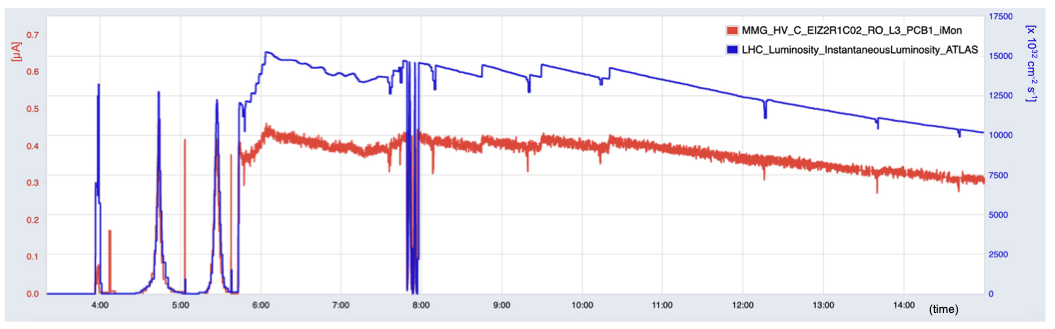 MMG_HV_C_EIZ2R1C02_RO_L3_PCB1_iMon
LHC_Luminosity_InstantaneousLuminosity_ATLAS
[μA]
0.7
0.6
0.5
0.4
0.3
0.2
0.1
0.0
17500
15000
12500
10000
7500
5000
2500
0
[x 10³² cm⁻² s⁻¹]
4:00 5:00 6:00 7:00 8:00 9:00 10:00 11:00 12:00 13:00 14:00
(time)